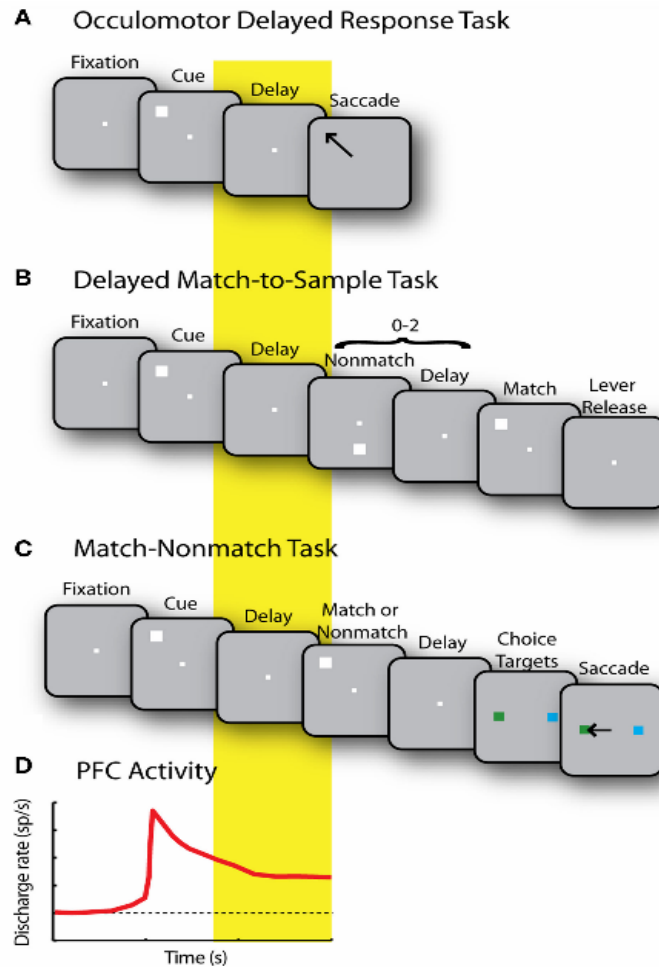 A Occulomotor Delayed Response Task
Fixation
Cue
Delay
Saccade
B Delayed Match-to-Sample Task
0-2
Fixation
Cue
Delay
Nonmatch
Delay
Match
Lever
Release
C Match-Nonmatch Task
Fixation
Cue
Delay
Match or
Nonmatch
Delay
Choice
Targets
Saccade
D PFC Activity
Discharge rate (sp/s)
Time (s)